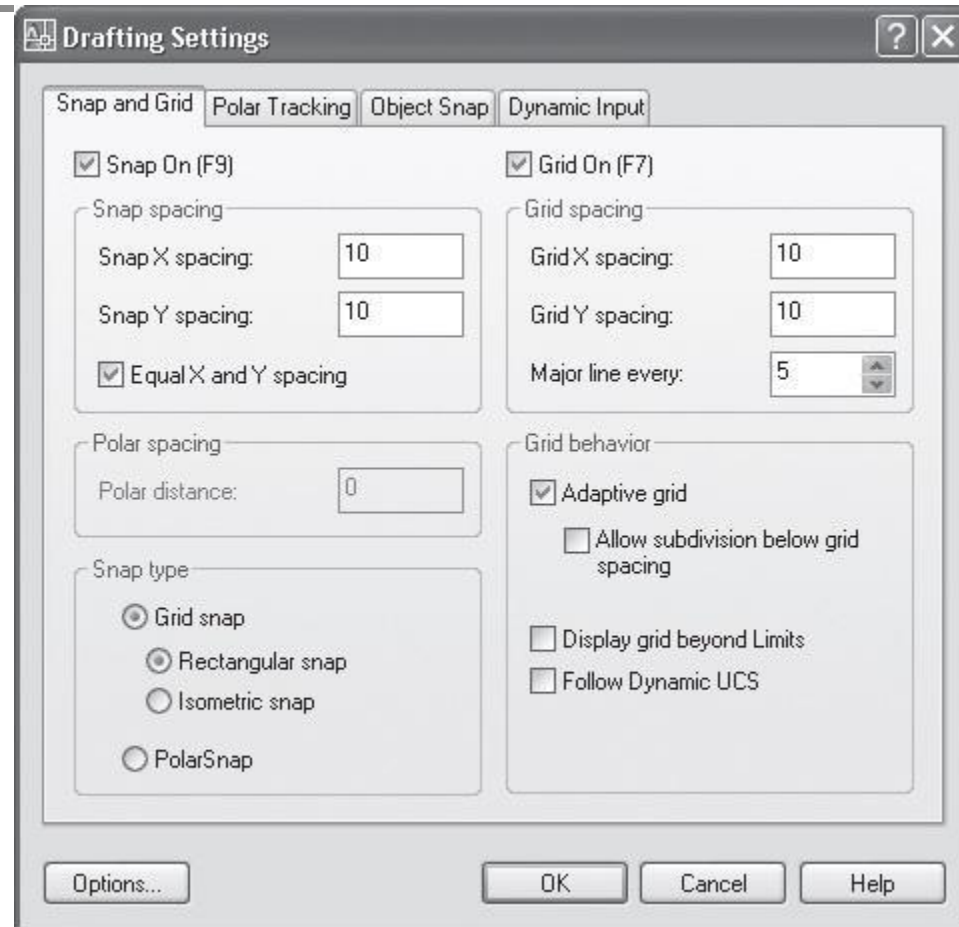 Drafting Settings
Snap and Grid
Polar Tracking
Object Snap
Dynamic Input
Snap On (F9)
Snap spacing
Snap X spacing: 10
Snap Y spacing: 10
Equal X and Y spacing
Polar spacing
Polar distance: 0
Snap type
Grid snap
Rectangular snap
Isometric snap
PolarSnap
Grid On (F7)
Grid spacing
Grid X spacing: 10
Grid Y spacing: 10
Major line every: 5
Grid behavior
Adaptive grid
Allow subdivision below grid
spacing
Display grid beyond Limits
Follow Dynamic UCS
Options...
OK
Cancel
Help